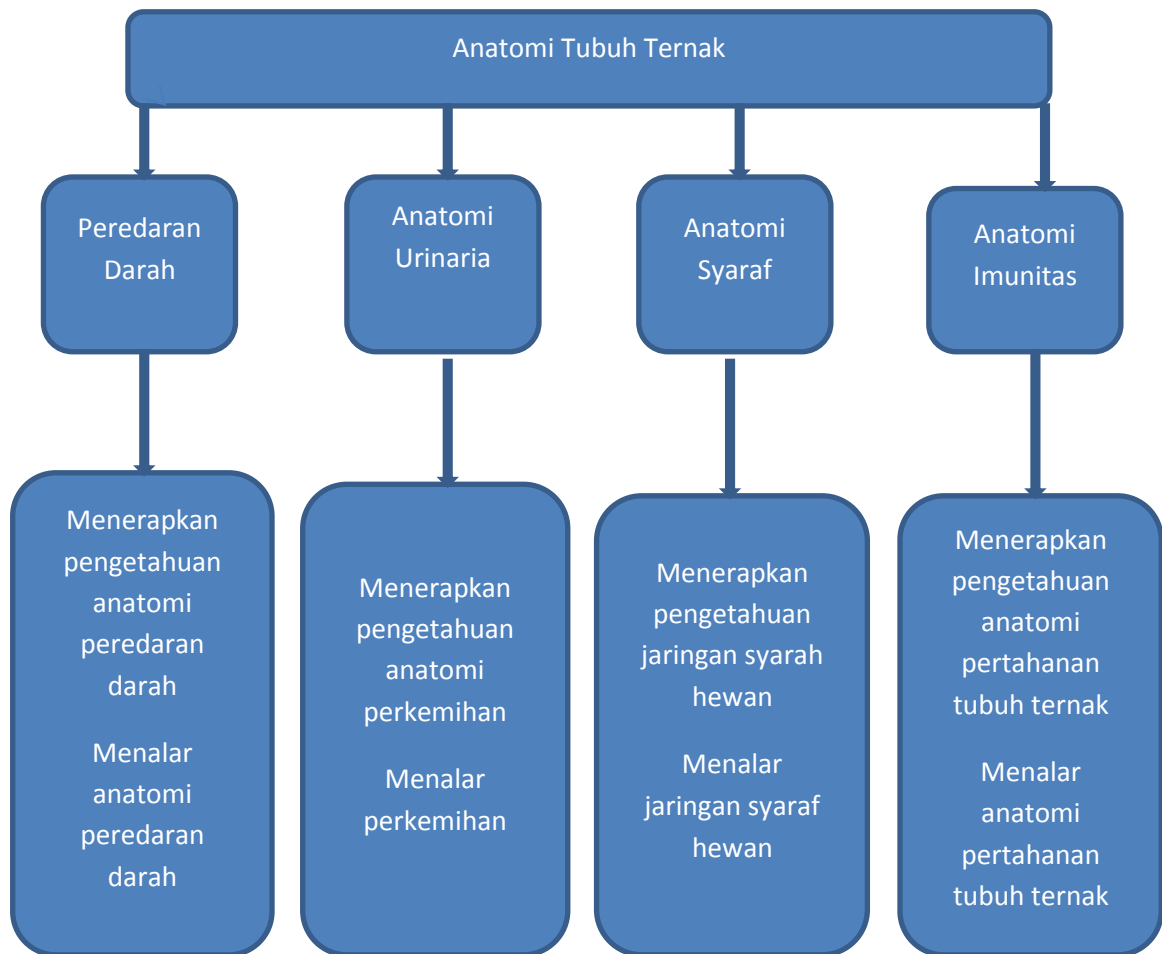 Anatomi Tubuh Ternak
Peredaran
Darah
Anatomi
Urinaria
Anatomi
Syaraf
Anatomi
Imunitas
Menerapkan
pengetahuan
anatomi
peredaran
darah
Menalar
anatomi
peredaran
darah
Menerapkan
pengetahuan
anatomi
perkemihan
Menalar
perkemihan
Menerapkan
pengetahuan
jaringan syarah
hewan
Menalar
jaringan syaraf
hewan
Menerapkan
pengetahuan
anatomi
pertahanan
tubuh ternak
Menalar
anatomi
pertahanan
tubuh ternak